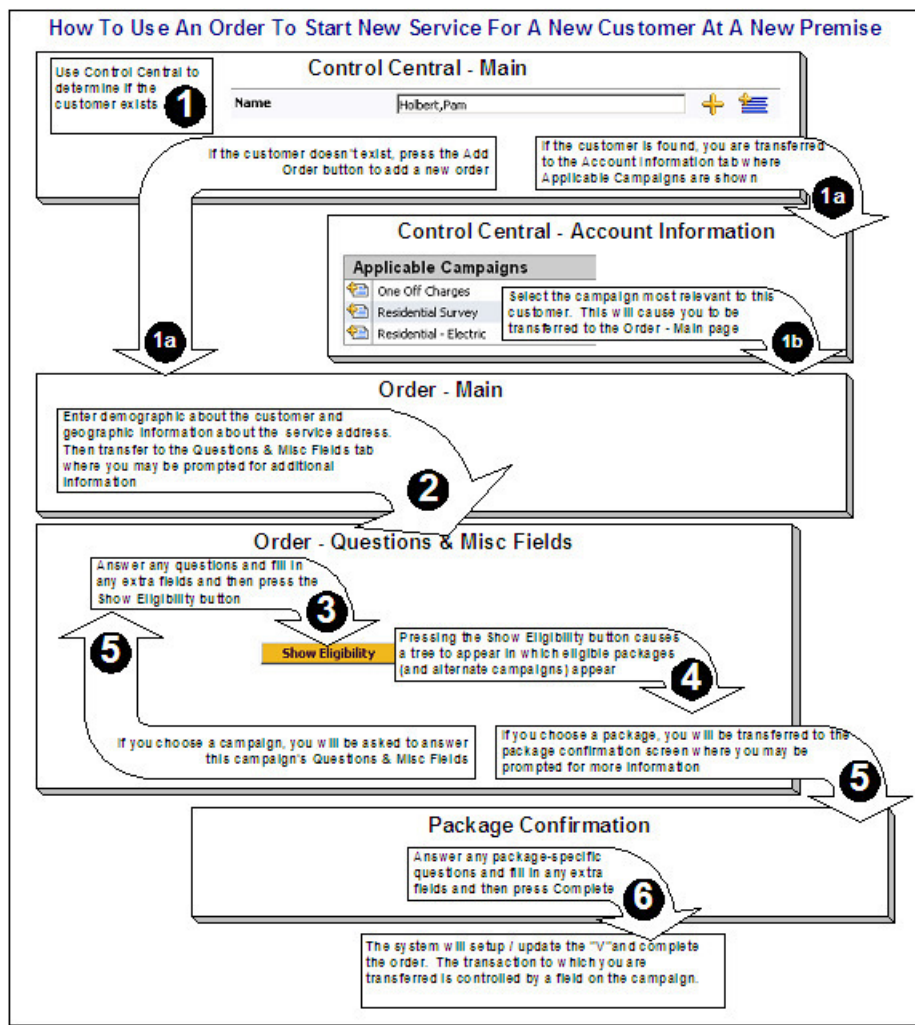 How To Use An Order To Start New Service For A New Customer At A New Premise
Use Control Central to
determine if the
customer exists
1
Control Central - Main
Name
Holbert,Pam
If the customer doesn't exist, press the Add
Order button to add a new order
If the customer is found, you are transferred
to the Account Information tab where
Applicable Campaigns are shown
1a
Control Central - Account Information
Applicable Campaigns
One Off Charges
Residential Survey
Residential - Electric
Select the campaign most relevant to this
customer. This will cause you to be
transferred to the Order - Main page
1a
1b
Order - Main
Enter demographic about the customer and
geographic information about the service address.
Then transfer to the Questions & Misc Fields tab
where you may be prompted for additional
information
2
Order - Questions & Misc Fields
Answer any questions and fill in
any extra fields and then press the
Show Eligibility button
3
5
Show Eligibility
Pressing the Show Eligibility button causes
a tree to appear in which eligible packages
(and alternate campaigns) appear
4
If you choose a campaign, you will be asked to answer
this campaign's Questions & Misc Fields
If you choose a package, you will be transferred to the
package confirmation screen where you may be
prompted for more information
5
Package Confirmation
Answer any package-specific
questions and fill in any extra
fields and then press Complete
6
The system will setup / update the "V"and complete
the order. The transaction to which you are
transferred is controlled by a field on the campaign.